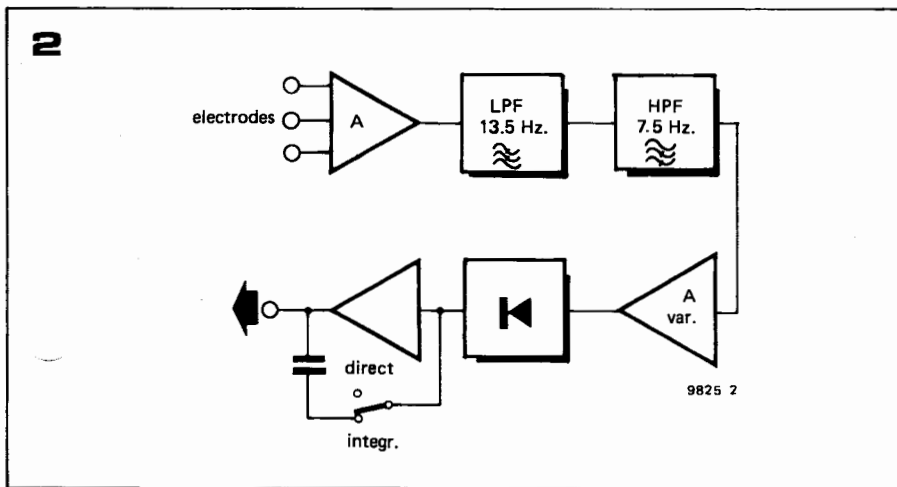 2
electrodes
A
LPF
13.5 Hz.
HPF
7.5 Hz.
A
var.
direct
integr.
9825 2